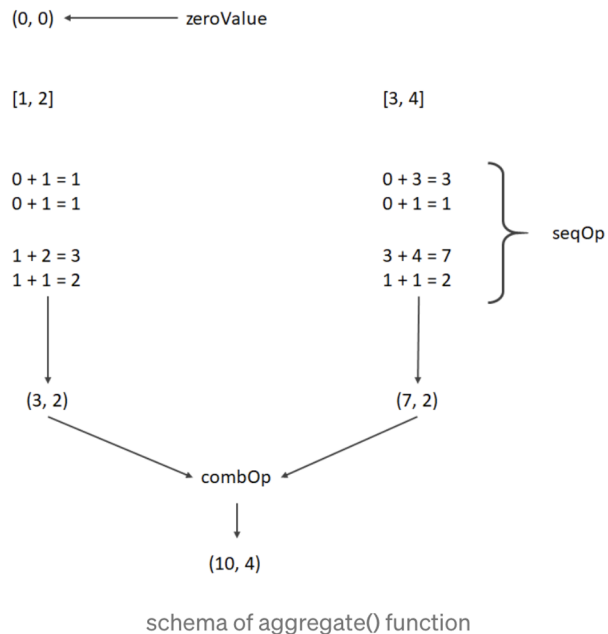 (0, 0) zeroValue
[1, 2] [3, 4]
0 + 1 = 1 0 + 3 = 3
0 + 1 = 1 0 + 1 = 1
seqOp
1 + 2 = 3 3 + 4 = 7
1 + 1 = 2 1 + 1 = 2
(3, 2) (7, 2)
combOp
(10, 4)
schema of aggregate() function